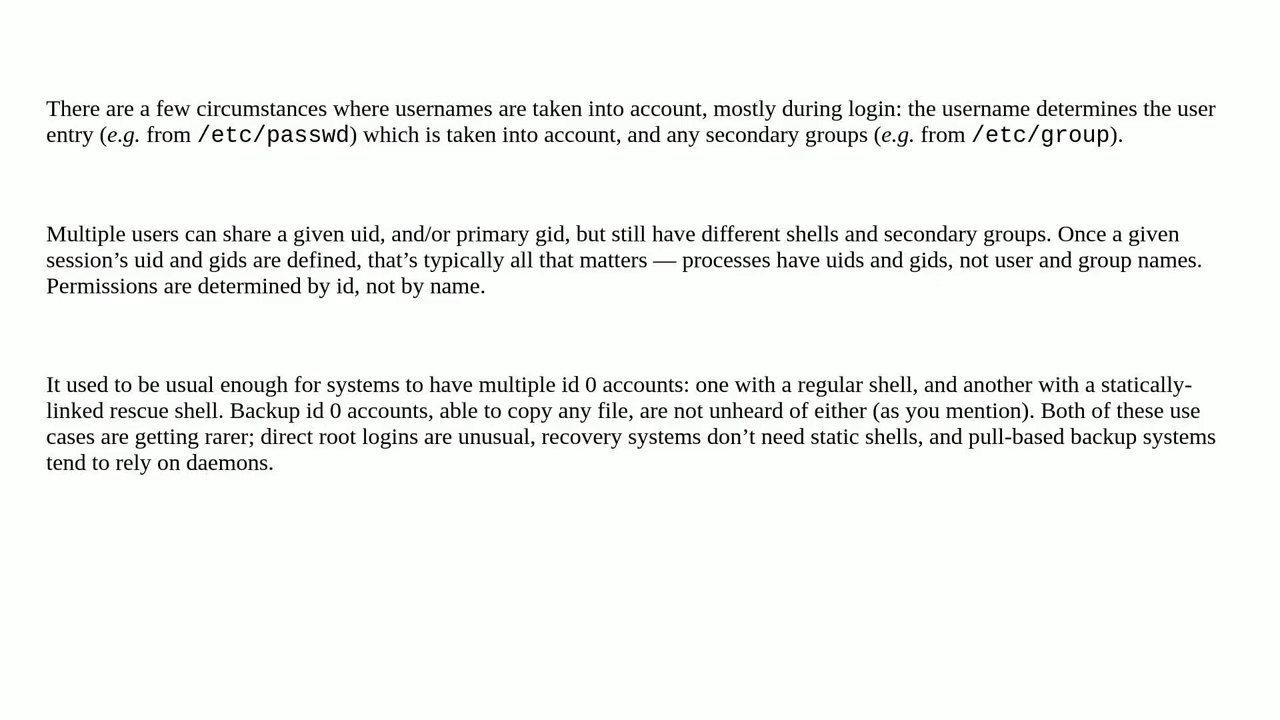 There are a few circumstances where usernames are taken into account, mostly during login: the username determines the user
entry (e.g. from /etc/passwd) which is taken into account, and any secondary groups (e.g. from /etc/group).
Multiple users can share a given uid, and/or primary gid, but still have different shells and secondary groups. Once a given
session’s uid and gids are defined, that’s typically all that matters — processes have uids and gids, not user and group names.
Permissions are determined by id, not by name.
It used to be usual enough for systems to have multiple id 0 accounts: one with a regular shell, and another with a statically-
linked rescue shell. Backup id 0 accounts, able to copy any file, are not unheard of either (as you mention). Both of these use
cases are getting rarer; direct root logins are unusual, recovery systems don’t need static shells, and pull-based backup systems
tend to rely on daemons.